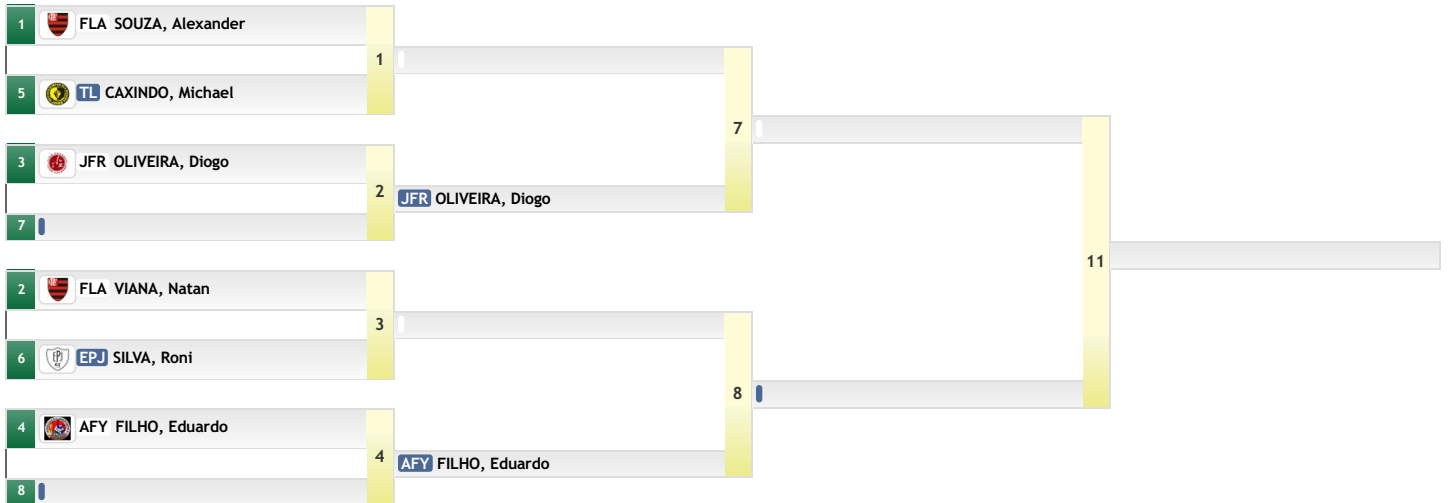 1 FLA SOUZA, Alexander
1
5 TL CAXINDO, Michael
7
3 JFR OLIVEIRA, Diogo
2 JFR OLIVEIRA, Diogo
7
11
2 FLA VIANA, Natan
3
6 EPJ SILVA, Roni
8
4 AFY FILHO, Eduardo
4 AFY FILHO, Eduardo
8